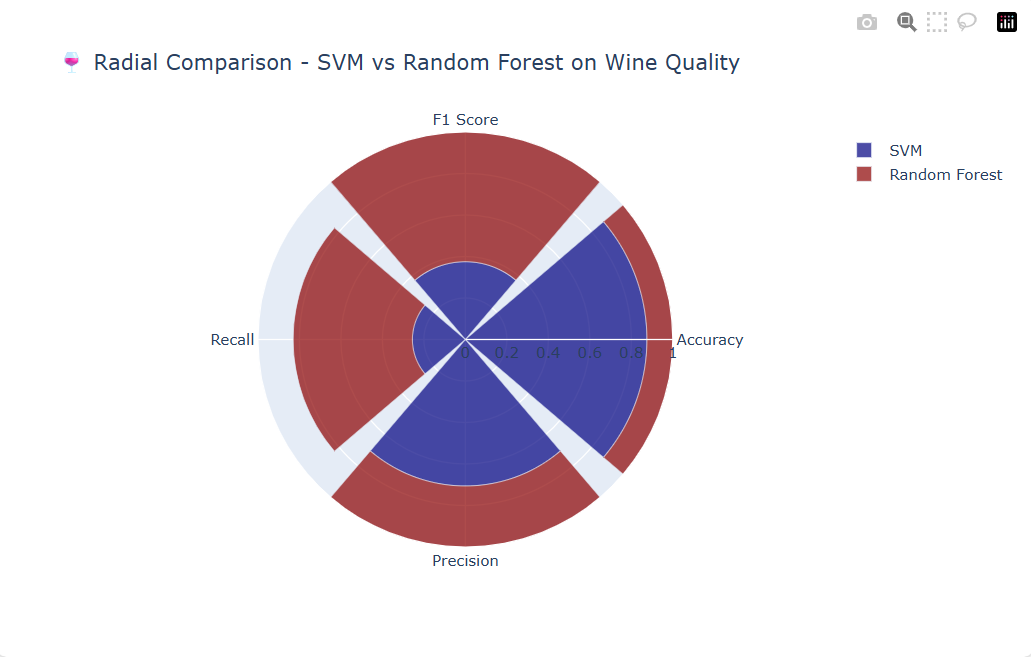 🍷 Radial Comparison - SVM vs Random Forest on Wine Quality
F1 Score
SVM
Random Forest
Recall
Accuracy
0 0.2 0.4 0.6 0.8 1
Precision